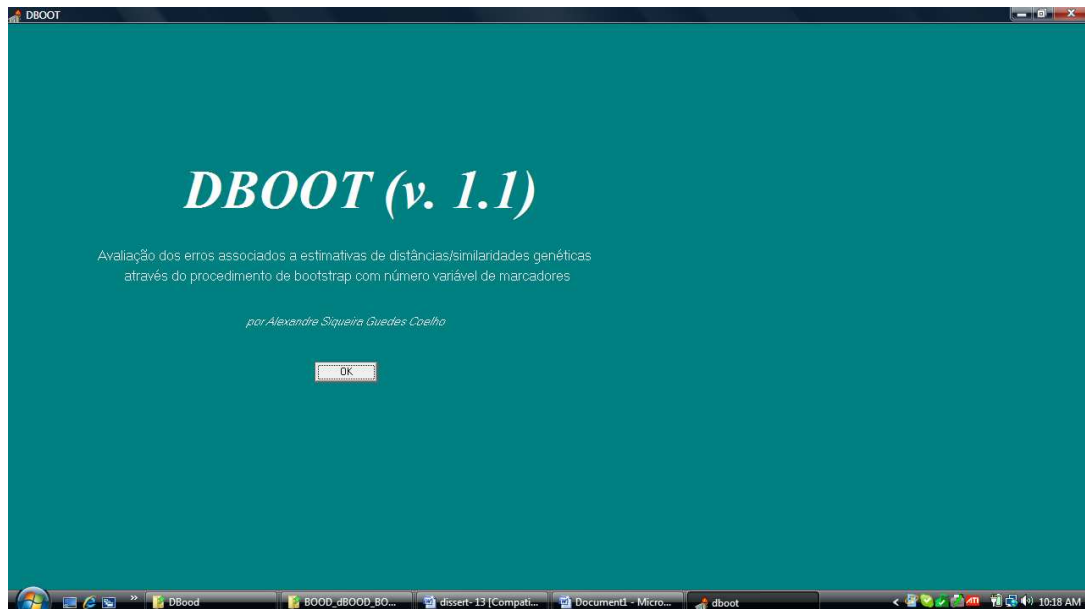 DBOOT
DBOOT (v. 1.1)
Avaliação dos erros associados a estimativas de distâncias/similaridades genéticas
através do procedimento de bootstrap com número variável de marcadores
por Alexandre Siqueira Guedes Coelho
OK
DBood
BOOD_dBOOD_BO...
dissert- 13 [Compati...
Document1 - Micro...
dboot
10:18 AM